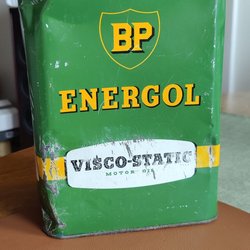 BP
ENERGOL
VISCO-STATIC
MOTOR OIL